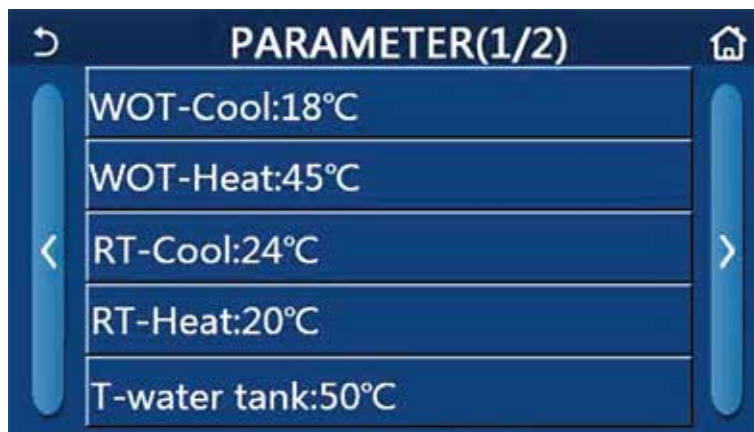 PARAMETER(1/2)
WOT-Cool:18℃
WOT-Heat:45℃
RT-Cool:24℃
RT-Heat:20℃
T-water tank:50℃